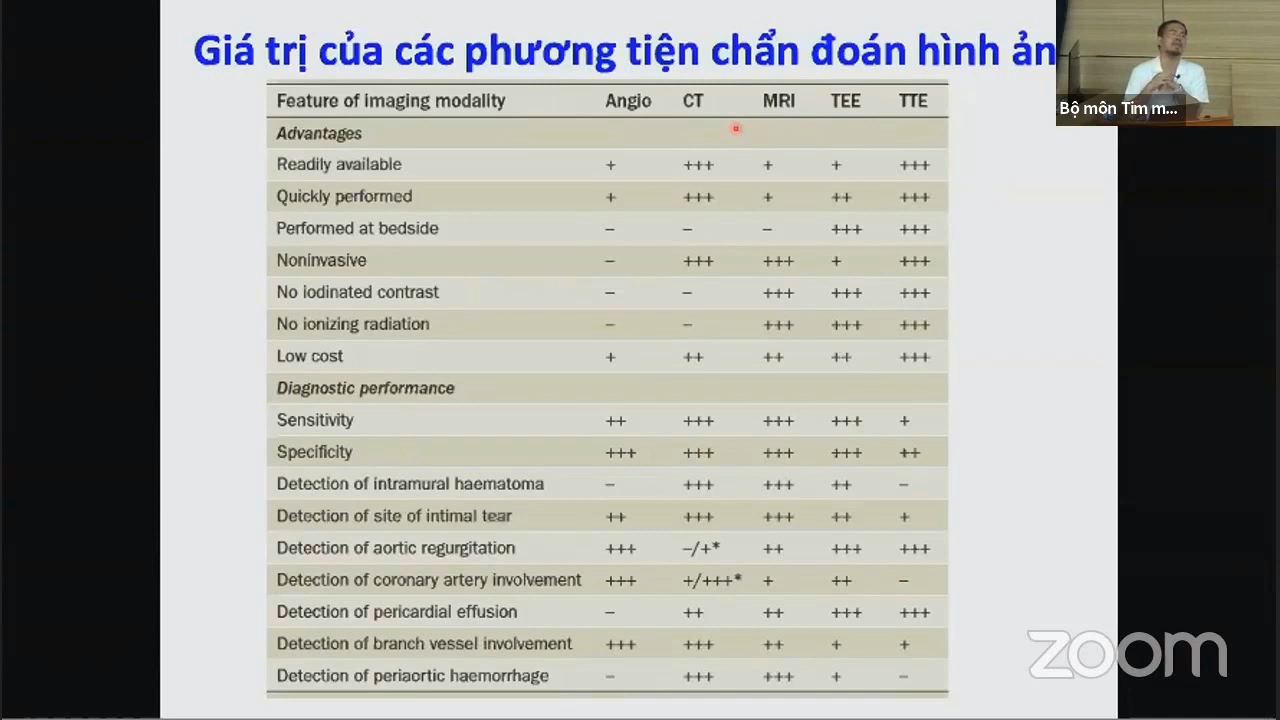 Giá trị của các phương tiện chẩn đoán hình ản
Bộ môn Tim m...
Feature of imaging modality Angio CT MRI TEE TTE
Advantages
Readily available + +++ + + +++
Quickly performed + +++ + ++ +++
Performed at bedside – – – +++ +++
Noninvasive – +++ +++ + +++
No iodinated contrast – – +++ +++ +++
No ionizing radiation – – +++ +++ +++
Low cost + ++ ++ ++ +++
Diagnostic performance
Sensitivity ++ +++ +++ +++ +
Specificity +++ +++ +++ +++ ++
Detection of intramural haematoma – +++ +++ ++ –
Detection of site of intimal tear ++ +++ +++ ++ +
Detection of aortic regurgitation +++ –/+* ++ +++ +++
Detection of coronary artery involvement +++ +/+++* + ++ –
Detection of pericardial effusion – ++ ++ +++ +++
Detection of branch vessel involvement +++ +++ ++ + +
Detection of periaortic haemorrhage – +++ +++ + –
zoom